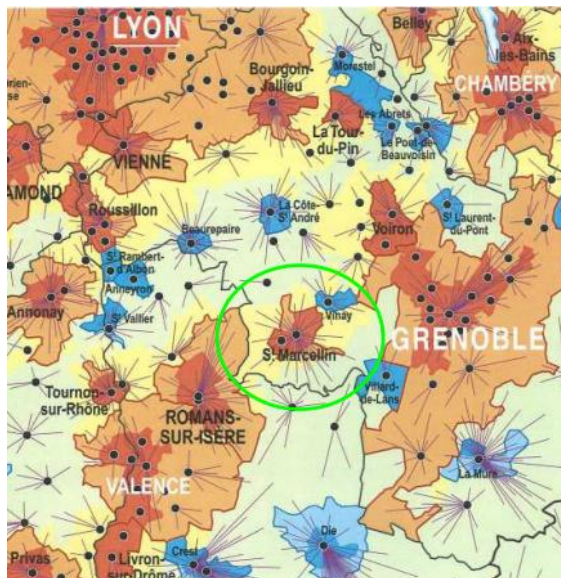 LYON
Belley
Aix-
les-Bains
Morestel
Bourgoin-
Jallieu
CHAMBÉRY
Les Abrets
La Tour-
du-Pin
Le Pont-de-
Beauvoisin
VIENNE
AMOND
Roussillon
La Côte-
St André
St Laurent-
du-Pont
Beaurepaire
Voiron
St Rambert-
d'Albon
Anneyron
Annonay
St Vallier
Vinay
GRENOBLE
St Marcellin
Tournon-
sur-Rhône
Villard-
de-Lans
ROMANS-
SUR-ISÈRE
La Mure
VALENCE
Die
Crest
Privas
Livron-
sur-Drôme